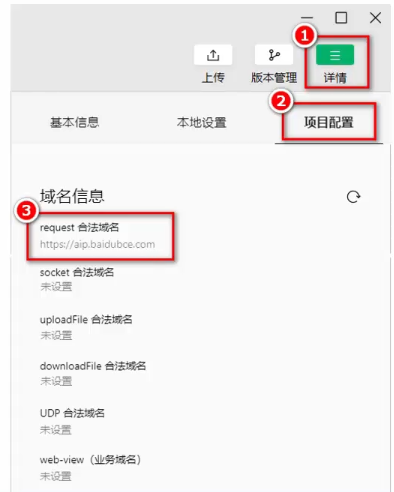 1
上传
版本管理
详情
2
基本信息
本地设置
项目配置
域名信息
3
request 合法域名
https://aip.baidubce.com
socket 合法域名
未设置
uploadFile 合法域名
未设置
downloadFile 合法域名
未设置
UDP 合法域名
未设置
web-view（业务域名）
未设置